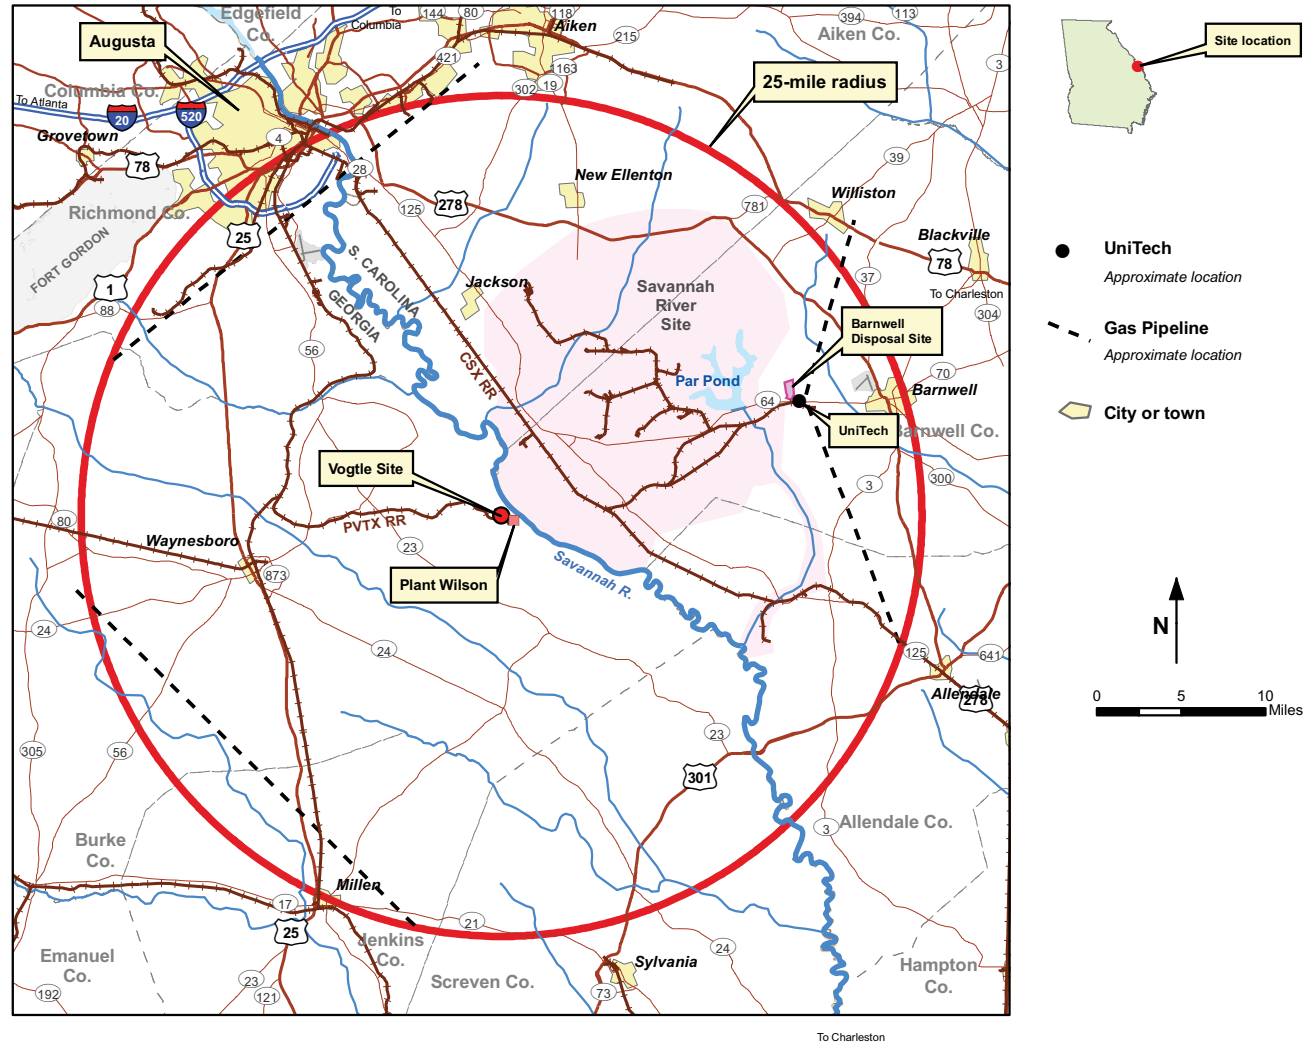 Edgefield
Co.
To
Columbia
144
80
118
Aiken
215
394
113
Aiken Co.
Augusta
421
1163
302
19
3
25-mile radius
Site location
Columbia Co.
To Atlanta
20
520
Grovetown
4
78
28
39
New Ellenton
Williston
Richmond Co.
125
278
781
25
Blackville
78
FORT GORDON
S. CAROLINA
GEORGIA
1
88
Jackson
Savannah
River
Site
37
To Charleston
304
UniTech
Approximate location
Gas Pipeline
Approximate location
City or town
Barnwell
Disposal Site
56
CSX RR
Par Pond
64
70
Barnwell
UniTech
Barnwell Co.
Vogtle Site
3
300
80
PVTX RR
Waynesboro
23
873
Plant Wilson
Savannah R.
24
24
125
641
Allendale
278
N
0
5
10
Miles
305
56
23
301
3
Allendale Co.
Burke
Co.
Millen
17
25
21
Jenkins
Co.
24
Emanuel
Co.
Screven Co.
Sylvania
Hampton
Co.
192
23
121
73
To Charleston